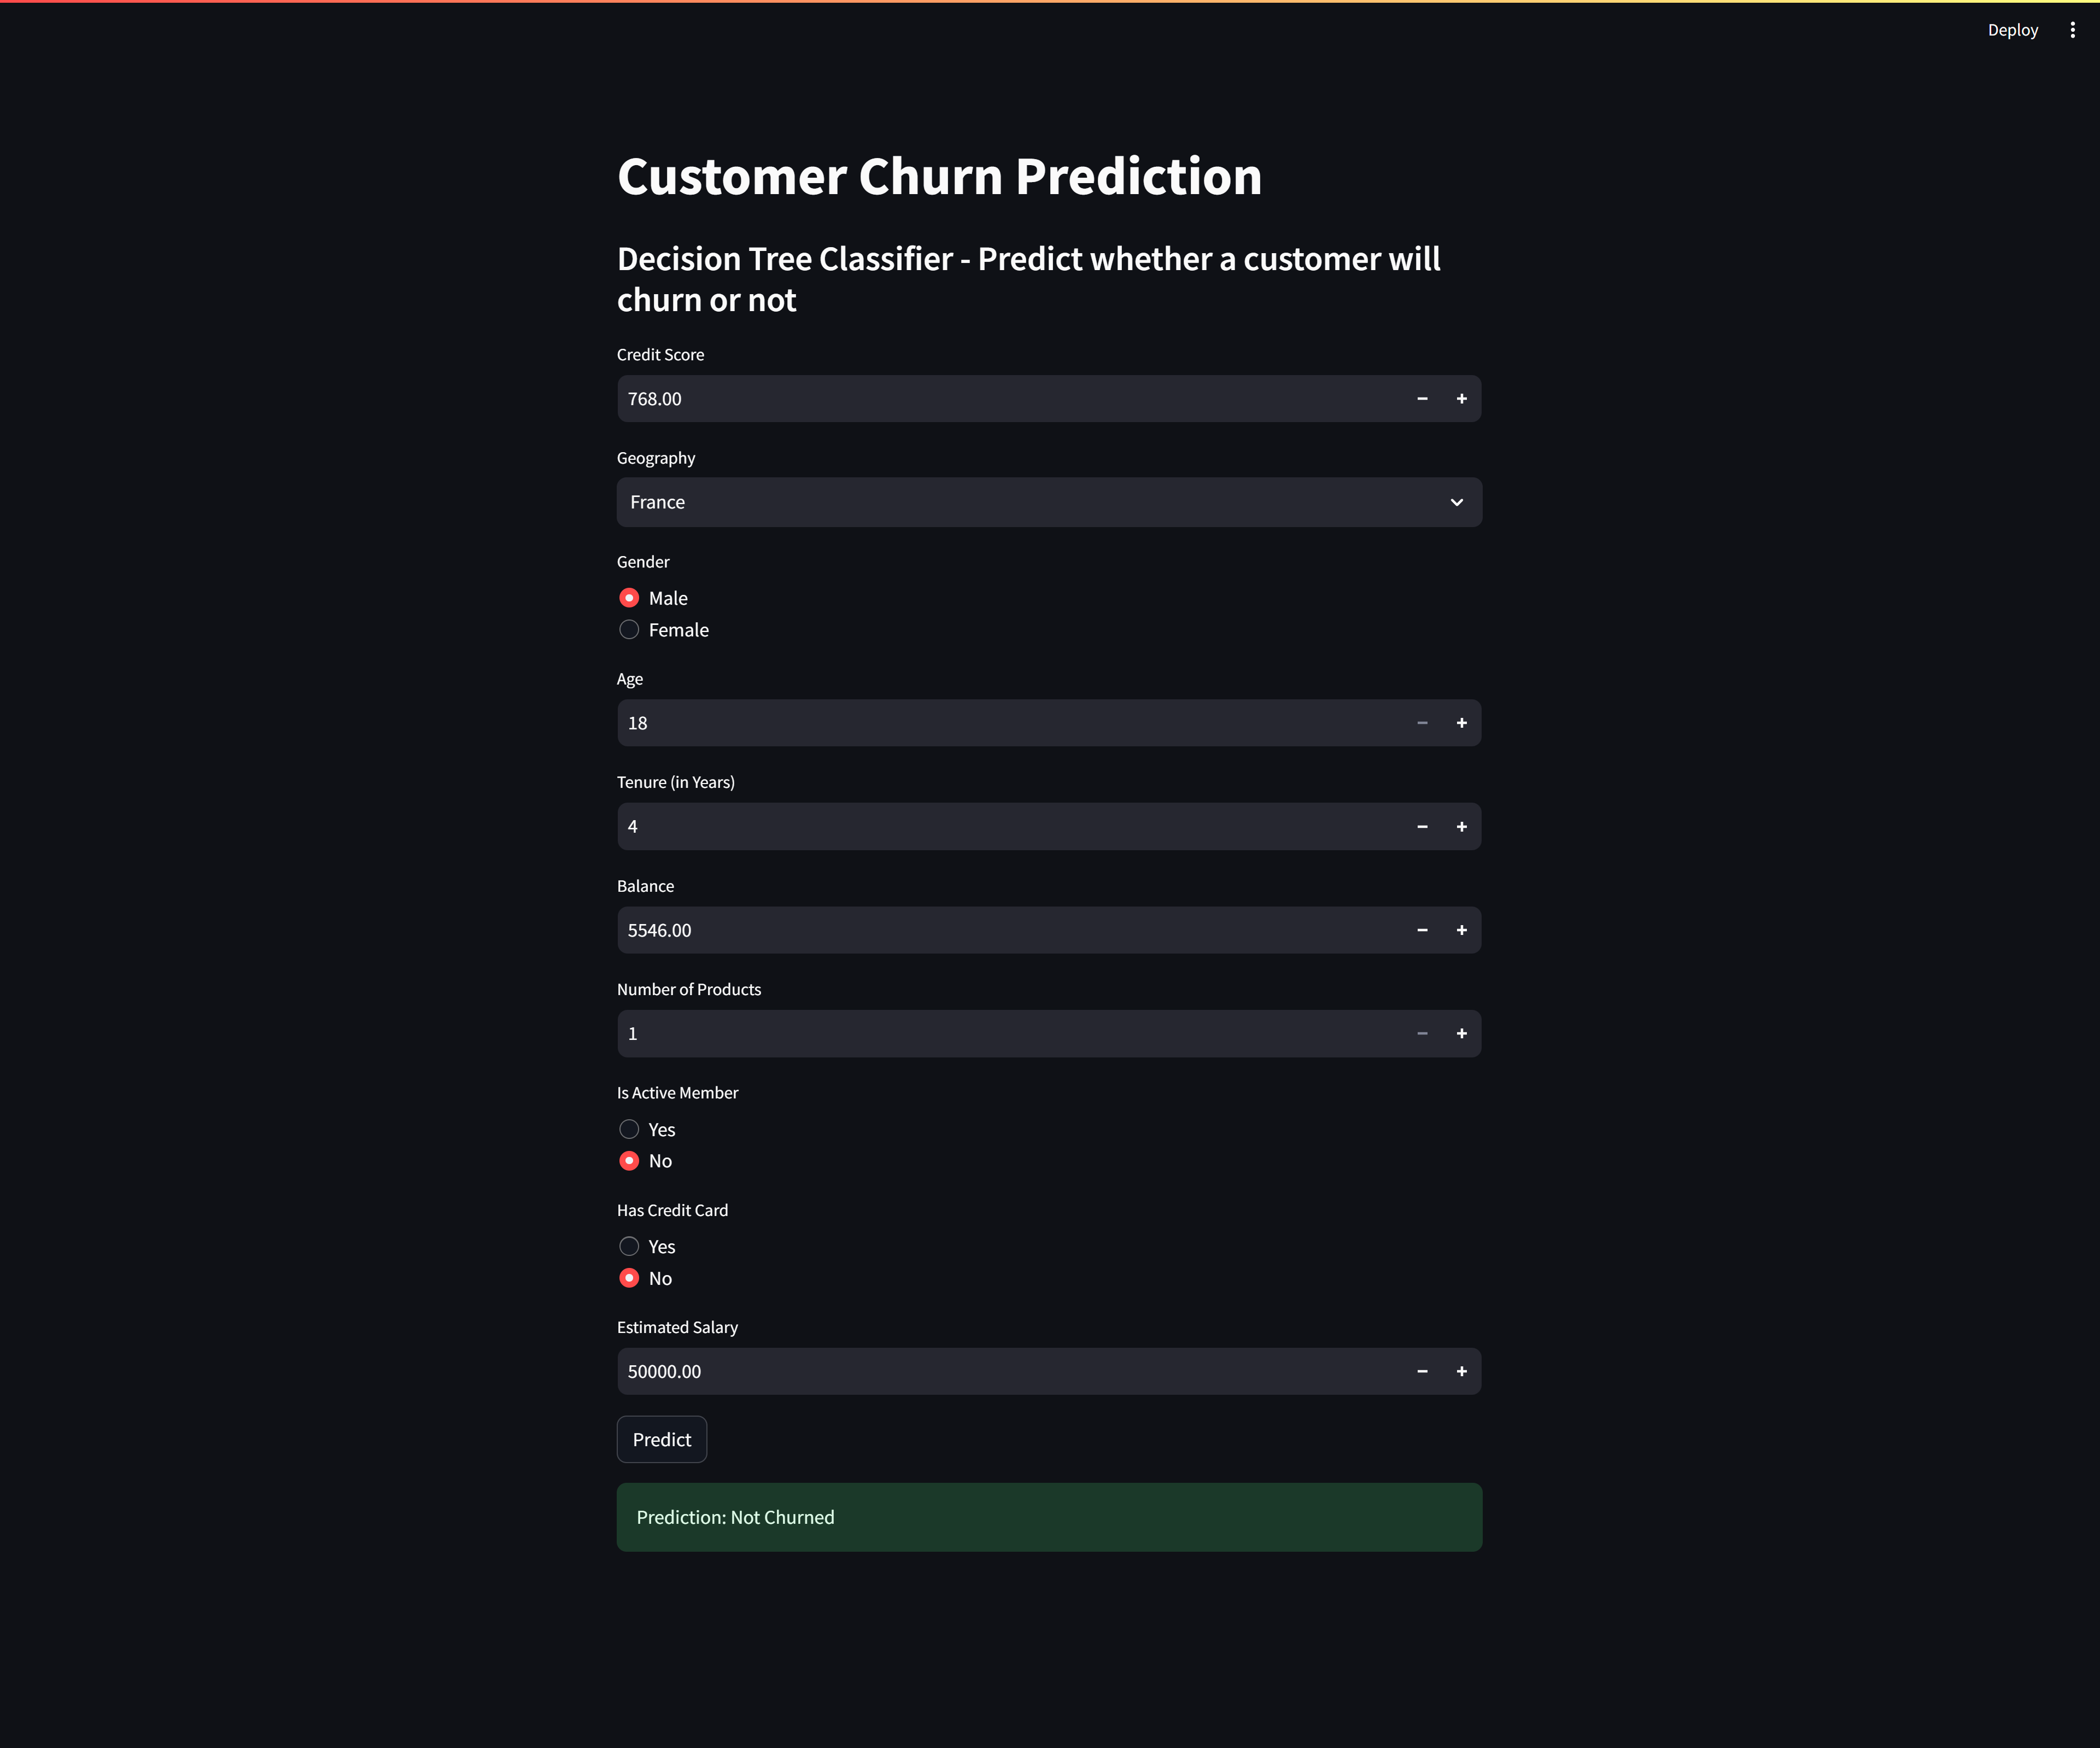 Deploy
Customer Churn Prediction
Decision Tree Classifier - Predict whether a customer will
churn or not
Credit Score
768.00
Geography
France
Gender
Male
Female
Age
18
Tenure (in Years)
4
Balance
5546.00
Number of Products
1
Is Active Member
Yes
No
Has Credit Card
Yes
No
Estimated Salary
50000.00
Predict
Prediction: Not Churned